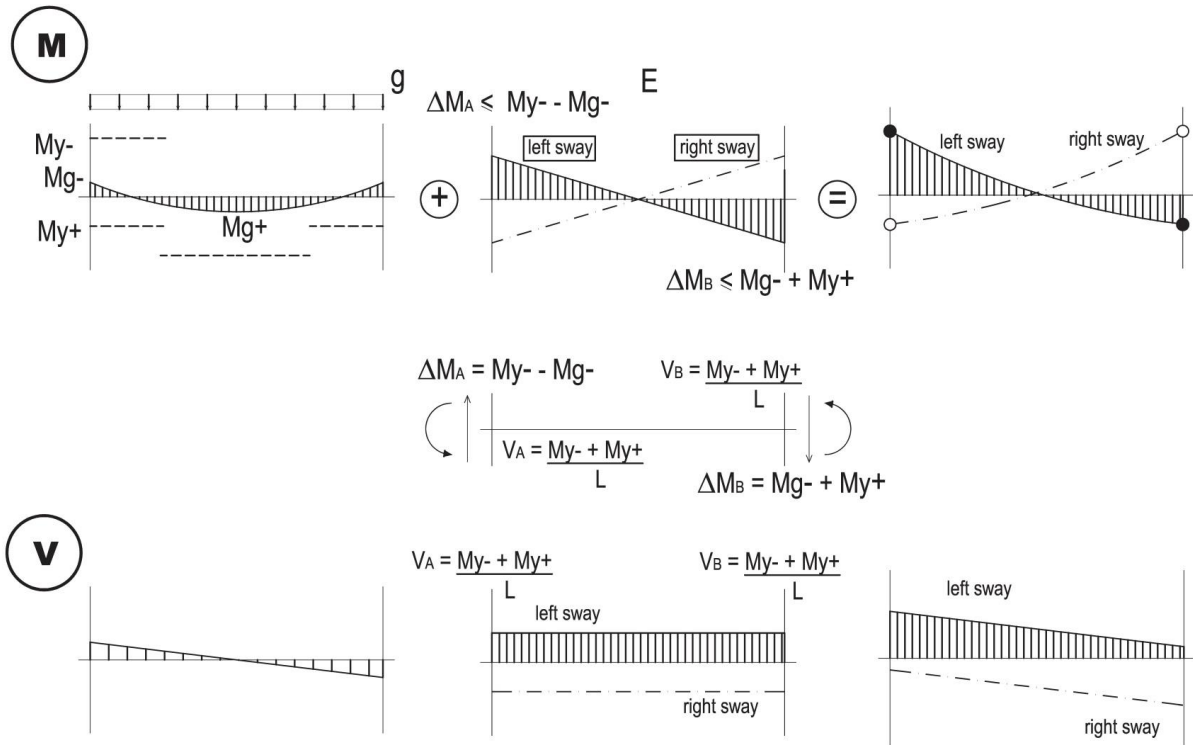 M
g
E
ΔMA ⩽ My- - Mg-
My-
Mg-
My+
Mg+
left sway
right sway
+
=
left sway
right sway
ΔMB ⩽ Mg- + My+
ΔMA = My- - Mg-
VB = My- + My+
L
VA = My- + My+
L
ΔMB = Mg- + My+
V
VA = My- + My+
L
VB = My- + My+
L
left sway
right sway
left sway
right sway